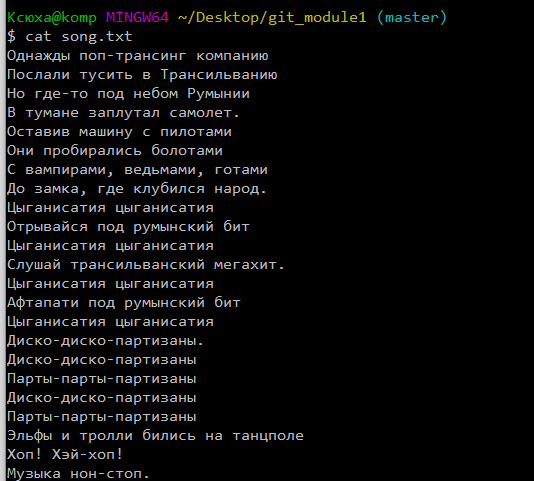 Ксюха@komp MINGW64 ~/Desktop/git_module1 (master)
$ cat song.txt
Однажды поп-трансинг компанию
Послали тусить в Трансильванию
Но где-то под небом Румынии
В тумане заплутал самолет.
Оставив машину с пилотами
Они пробирались болотами
С вампирами, ведьмами, готами
До замка, где клубился народ.
Цыганисатия цыганисатия
Отрывайся под румынский бит
Цыганисатия цыганисатия
Слушай трансильванский мегахит.
Цыганисатия цыганисатия
Афтапати под румынский бит
Цыганисатия цыганисатия
Диско-диско-партизаны.
Диско-диско-партизаны
Парты-парты-партизаны
Диско-диско-партизаны
Парты-парты-партизаны
Эльфы и тролли бились на танцполе
Хоп! Хэй-хоп!
Музыка нон-стоп.